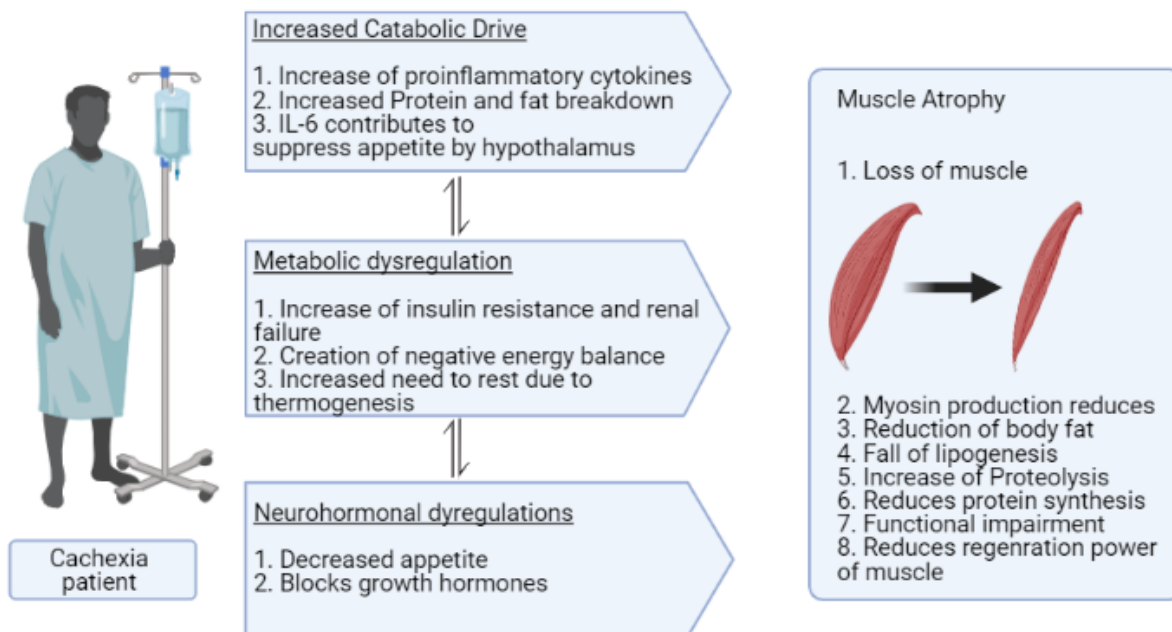 Increased Catabolic Drive
1. Increase of proinflammatory cytokines
2. Increased Protein and fat breakdown
3. IL-6 contributes to
suppress appetite by hypothalamus
Metabolic dysregulation
1. Increase of insulin resistance and renal
failure
2. Creation of negative energy balance
3. Increased need to rest due to
thermogenesis
Neurohormonal dyregulations
1. Decreased appetite
2. Blocks growth hormones
Cachexia
patient
Muscle Atrophy
1. Loss of muscle
2. Myosin production reduces
3. Reduction of body fat
4. Fall of lipogenesis
5. Increase of Proteolysis
6. Reduces protein synthesis
7. Functional impairment
8. Reduces regenration power
of muscle